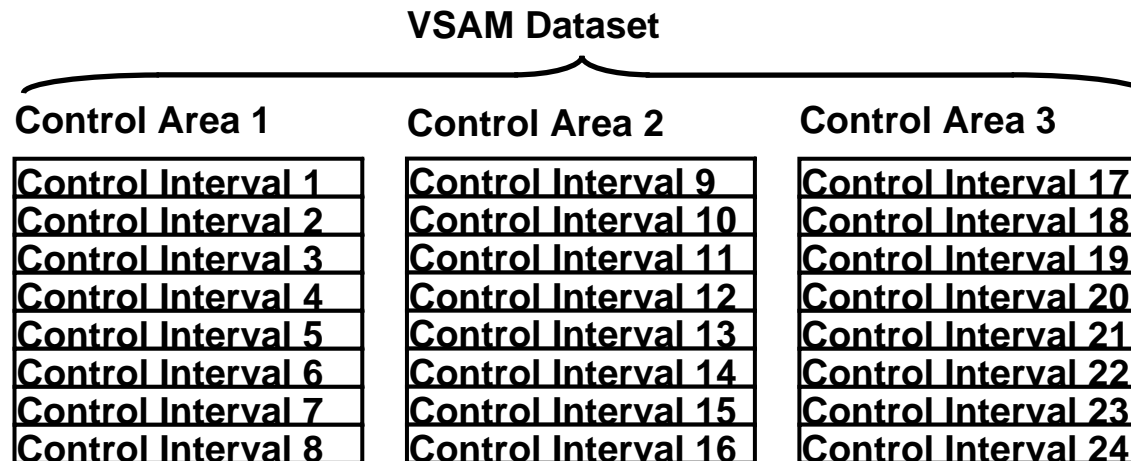 VSAM Dataset
Control Area 1
Control Interval 1
Control Interval 2
Control Interval 3
Control Interval 4
Control Interval 5
Control Interval 6
Control Interval 7
Control Interval 8
Control Area 2
Control Interval 9
Control Interval 10
Control Interval 11
Control Interval 12
Control Interval 13
Control Interval 14
Control Interval 15
Control Interval 16
Control Area 3
Control Interval 17
Control Interval 18
Control Interval 19
Control Interval 20
Control Interval 21
Control Interval 22
Control Interval 23
Control Interval 24